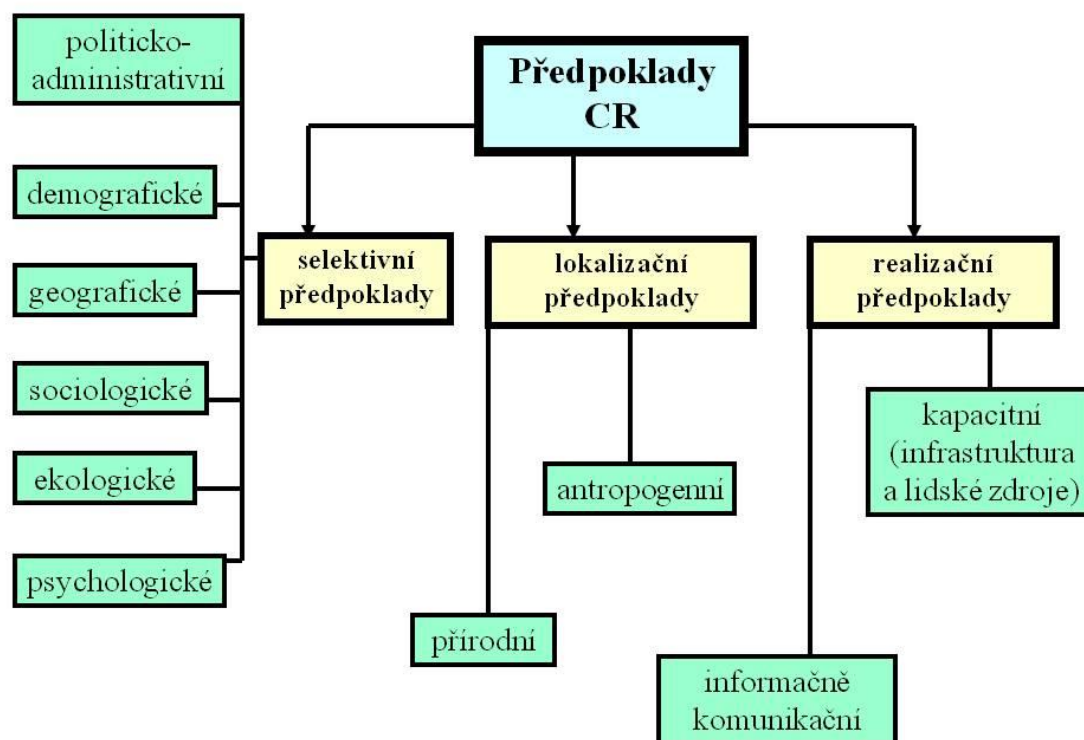 Předpoklady
CR
selektivní
předpoklady
politicko-
administrativní
demografické
geografické
sociologické
ekologické
psychologické
lokalizační
předpoklady
antropogenní
přírodní
realizační
předpoklady
kapacitní
(infrastruktura
a lidské zdroje)
informačně
komunikační